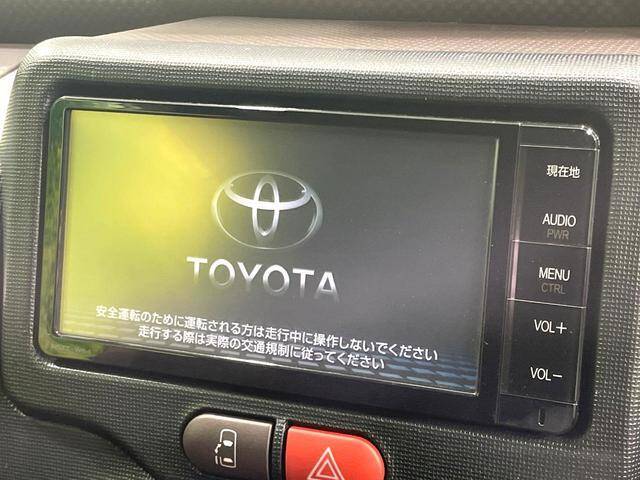 TOYOTA
安全運転のために運転される方は走行中に操作しないでください
走行する際は実際の交通規制に従ってください
現在地
AUDIO
PWR
MENU
CTRL
VOL+
VOL-